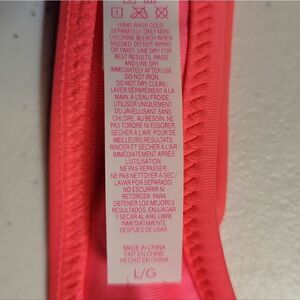 HAND WASH COLD
SEPARATELY, ONLY NON-
CHLORINE BLEACH WHEN
NEEDED. DO NOT WRING
OR TWIST. LINE DRY FOR
BEST RESULTS. RINSE
AND LINE DRY
IMMEDIATELY AFTER USE.
DO NOT IRON
DO NOT DRY CLEAN.
LAVER SÉPARÉMENT À LA
MAIN, À L'EAU FROIDE.
UTILISER UNIQUEMENT
DU JAVELLISANT SANS
CHLORE, AU BESOIN. NE
PAS TORDRE NI ESSORER
SÉCHER À L'AIR. POUR DE
MEILLEURS RESULTATS.
RINCER ET SÉCHER À L'AIR
IMMÉDIATEMENT APRÈS
L'UTILISATION.
NE PAS REPASSER.
NE PAS NETTOYER À SEC
LAVAR POR SEPARADO.
NO ESCURRIR NI
RETORCER. PARA
OBTENER LOS MEJORES
RESULTADOS, ENJUAGAR
Y SECAR AL AIRE LIBRE
IMMEDIATAMENTE
DESPUÉS DE USAR.
MADE IN CHINA
FAIT EN CHINE
HECHO EN CHINA
L/G